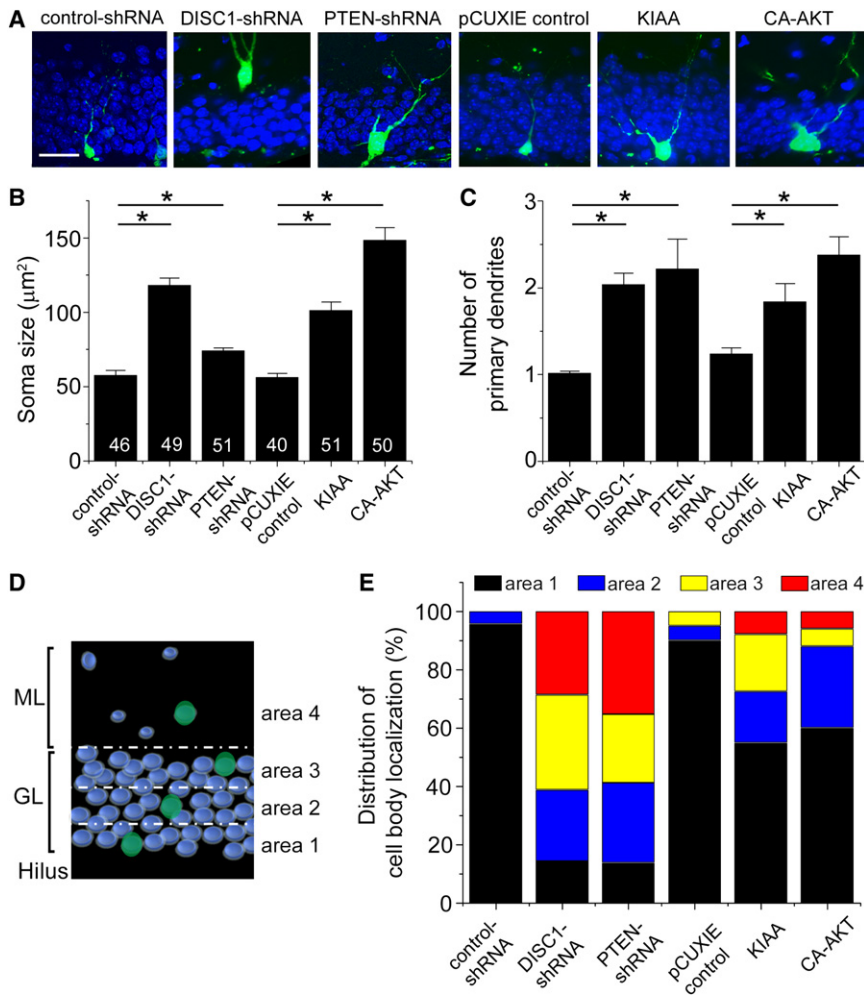 A
control-shRNA DISC1-shRNA PTEN-shRNA pCUXIE control KIAA CA-AKT
B
Soma size (μm²)
150
100
50
0
* * * *
46 49 51 40 51 50
control-shRNA
DISC1-shRNA
PTEN-shRNA
pCUXIE control
KIAA
CA-AKT
C
Number of
primary dendrites
3
2
1
0
* * * *
control-shRNA
DISC1-shRNA
PTEN-shRNA
pCUXIE control
KIAA
CA-AKT
D
ML
GL
Hilus
area 4
area 3
area 2
area 1
E
area 1 area 2 area 3 area 4
Distribution of
cell body localization (%)
100
80
60
40
20
0
control-shRNA
DISC1-shRNA
PTEN-shRNA
pCUXIE control
KIAA
CA-AKT